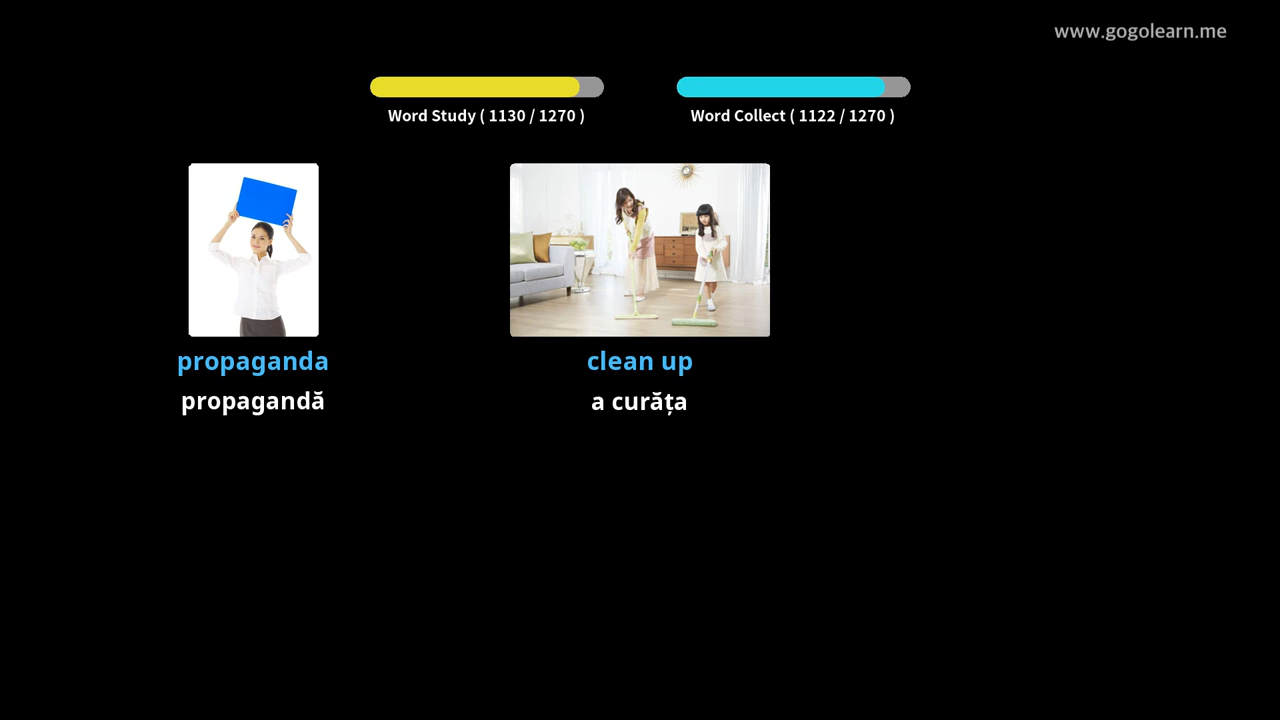 www.gogolearn.me
Word Study ( 1130 / 1270 )
Word Collect ( 1122 / 1270 )
propaganda
propagandă
clean up
a curăța